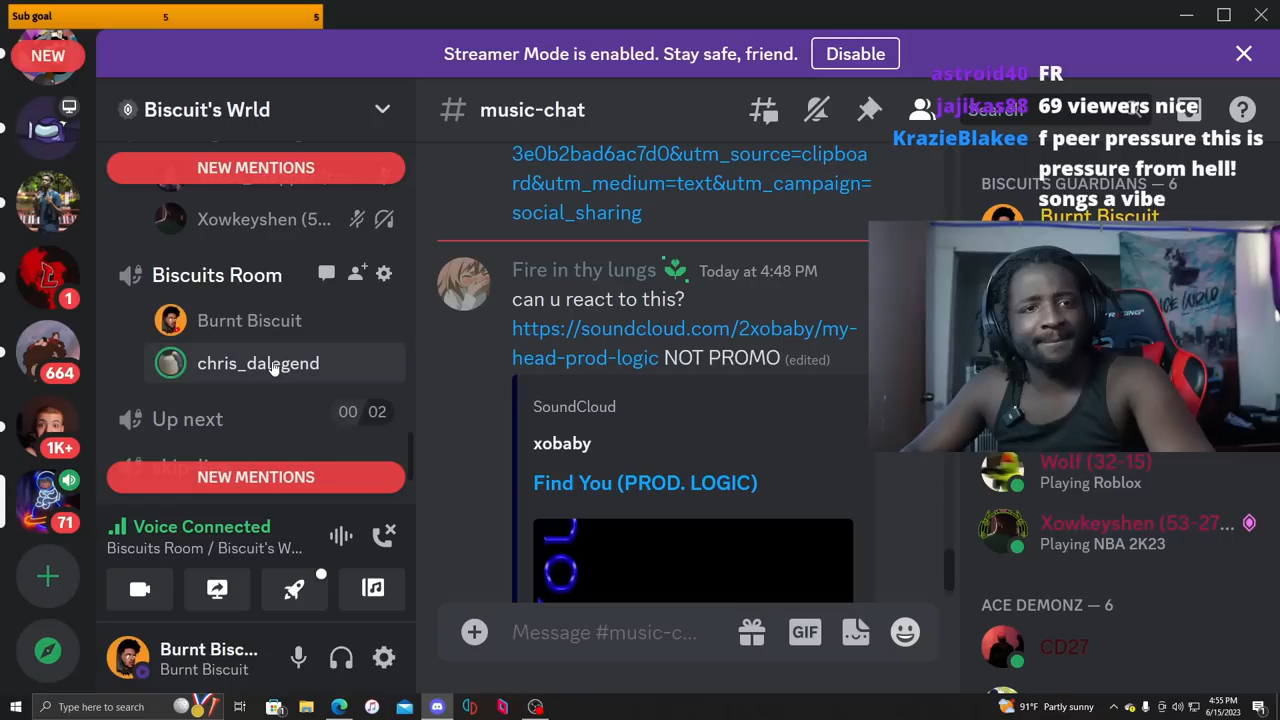 Sub goal 5 5
NEW
Streamer Mode is enabled. Stay safe, friend. Disable
astroid40 FR
jajikas88 69 viewers nice
KrazieBlakee f peer pressure this is
pressure from hell!
songs a vibe
Biscuit's Wrld
music-chat
Search
NEW MENTIONS
3e0b2bad6ac7d0&utm_source=clipboa
rd&utm_medium=text&utm_campaign=
social_sharing
BISCUITS GUARDIANS — 6
Burnt Biscuit
Xowkeyshen (5...
Biscuits Room
Burnt Biscuit
chris_dalegend
Up next 00 02
NEW MENTIONS
1
664
1K+
71
Fire in thy lungs Today at 4:48 PM
can u react to this?
https://soundcloud.com/2xobaby/my-
head-prod-logic NOT PROMO (edited)
SoundCloud
xobaby
Find You (PROD. LOGIC)
Wolf (32-15)
Playing Roblox
Xowkeyshen (53-27...
Playing NBA 2K23
ACE DEMONZ — 6
CD27
Voice Connected
Biscuits Room / Biscuit's W...
Message #music-c...
GIF
Burnt Bisc...
Burnt Biscuit
Type here to search
91°F Partly sunny
4:55 PM
6/15/2023